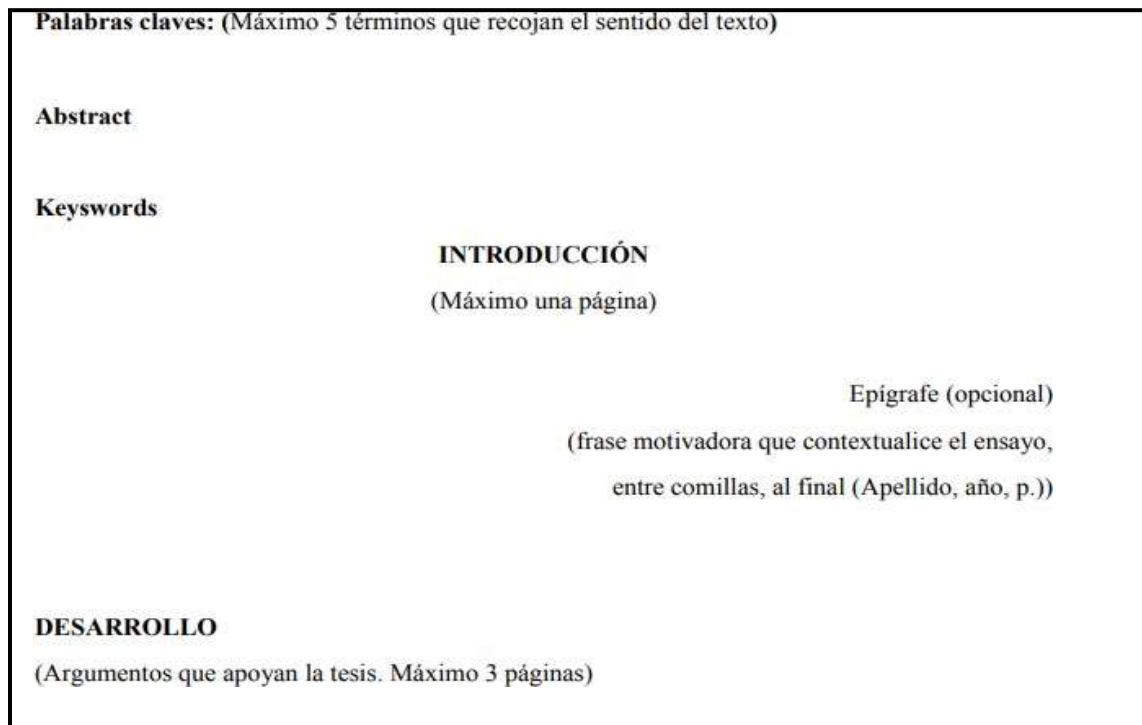 Palabras claves: (Máximo 5 términos que recojan el sentido del texto)
Abstract
Keyswords
INTRODUCCIÓN
(Máximo una página)
Epígrafe (opcional)
(frase motivadora que contextualice el ensayo,
entre comillas, al final (Apellido, año, p.))
DESARROLLO
(Argumentos que apoyan la tesis. Máximo 3 páginas)